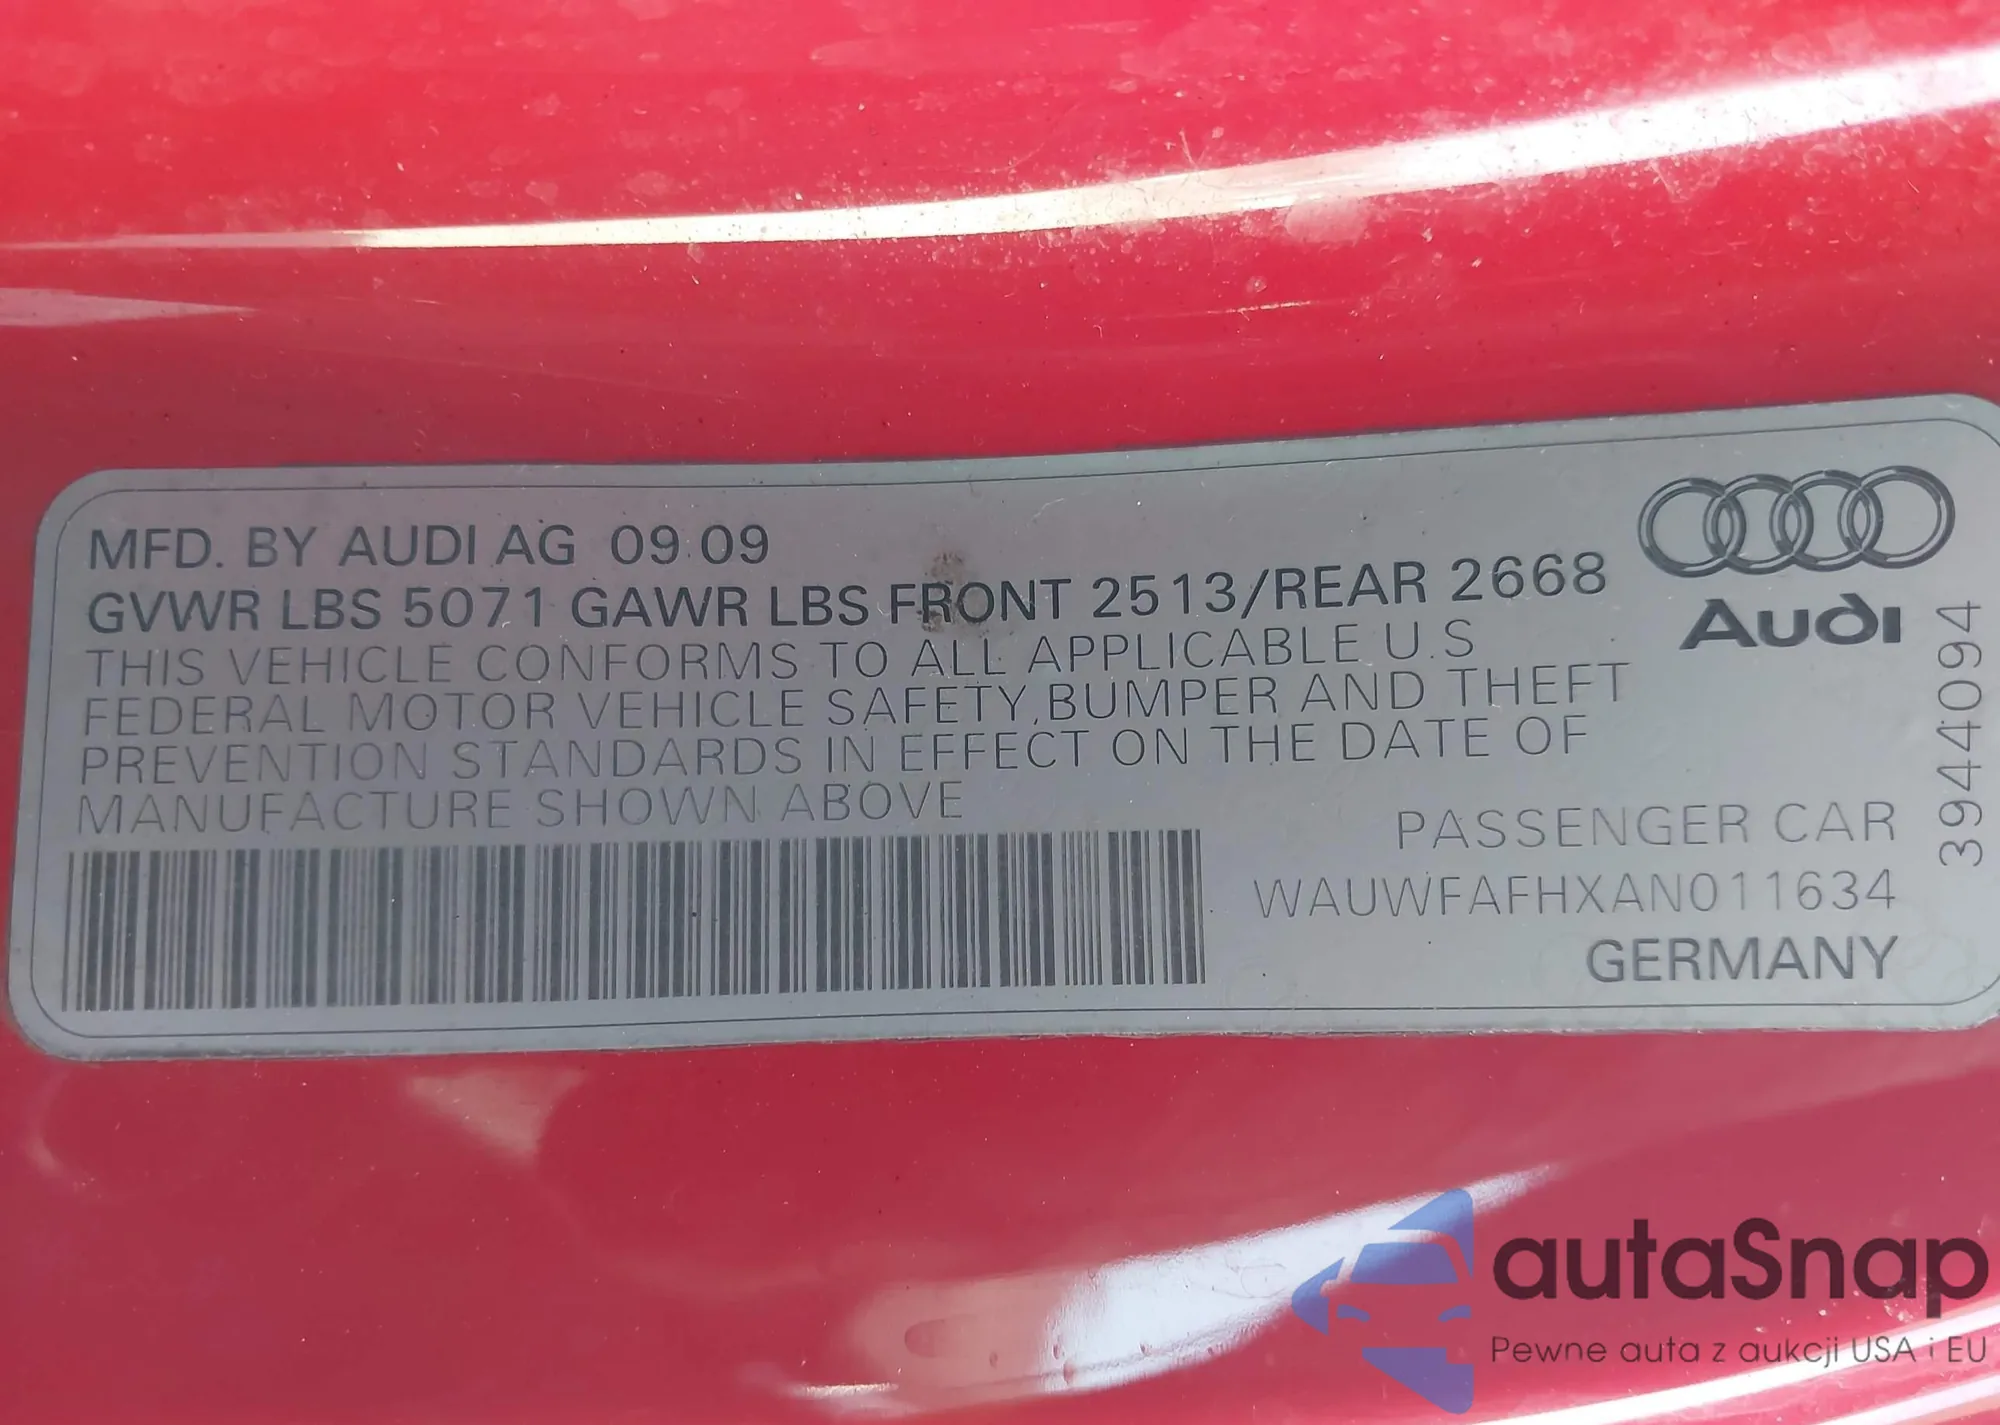 MFD. BY AUDI AG 09.09
GVWR LBS 5071 GAWR LBS FRONT 2513/REAR 2668
THIS VEHICLE CONFORMS TO ALL APPLICABLE U.S
FEDERAL MOTOR VEHICLE SAFETY,BUMPER AND THEFT
PREVENTION STANDARDS IN EFFECT ON THE DATE OF
MANUFACTURE SHOWN ABOVE
Audi
3944094
PASSENGER CAR
WAUWFAFHXAN011634
GERMANY
autaSnap
Pewne auta z aukcji USA i EU